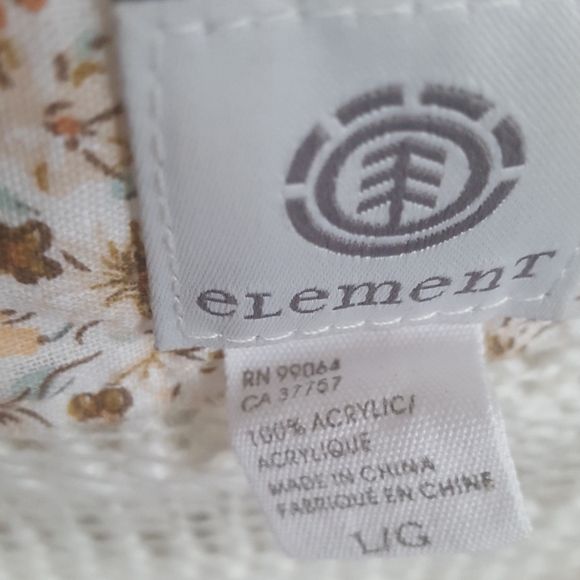 eLemenT
RN 99064
CA 37757
100% ACRYLIC/
ACRYLIQUE
MADE IN CHINA
FABRIQUÉ EN CHINE
L/G